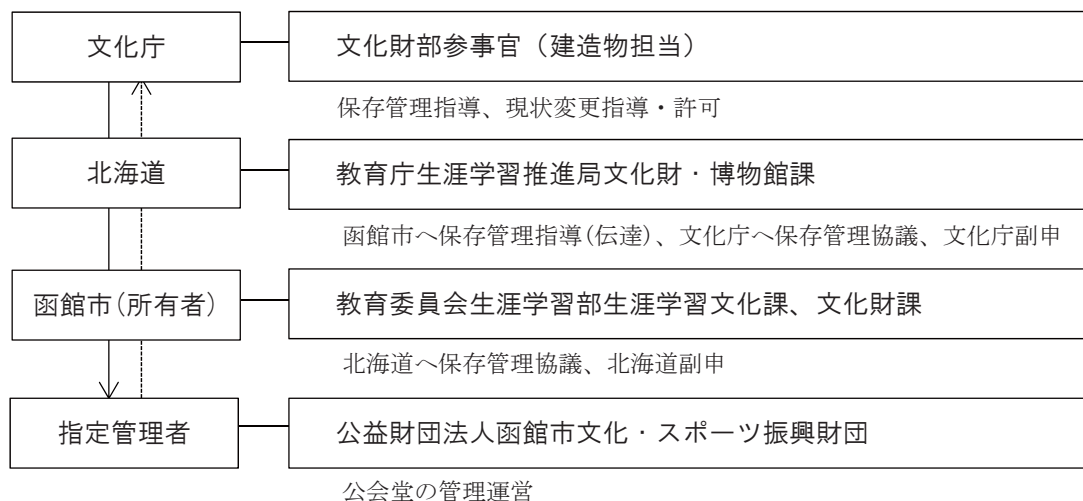 文化庁
文化財部参事官（建造物担当）
保存管理指導、現状変更指導・許可
北海道
教育庁生涯学習推進局文化財・博物館課
函館市へ保存管理指導(伝達)、文化庁へ保存管理協議、文化庁副申
函館市(所有者)
教育委員会生涯学習部生涯学習文化課、文化財課
北海道へ保存管理協議、北海道副申
指定管理者
公益財団法人函館市文化・スポーツ振興財団
公会堂の管理運営